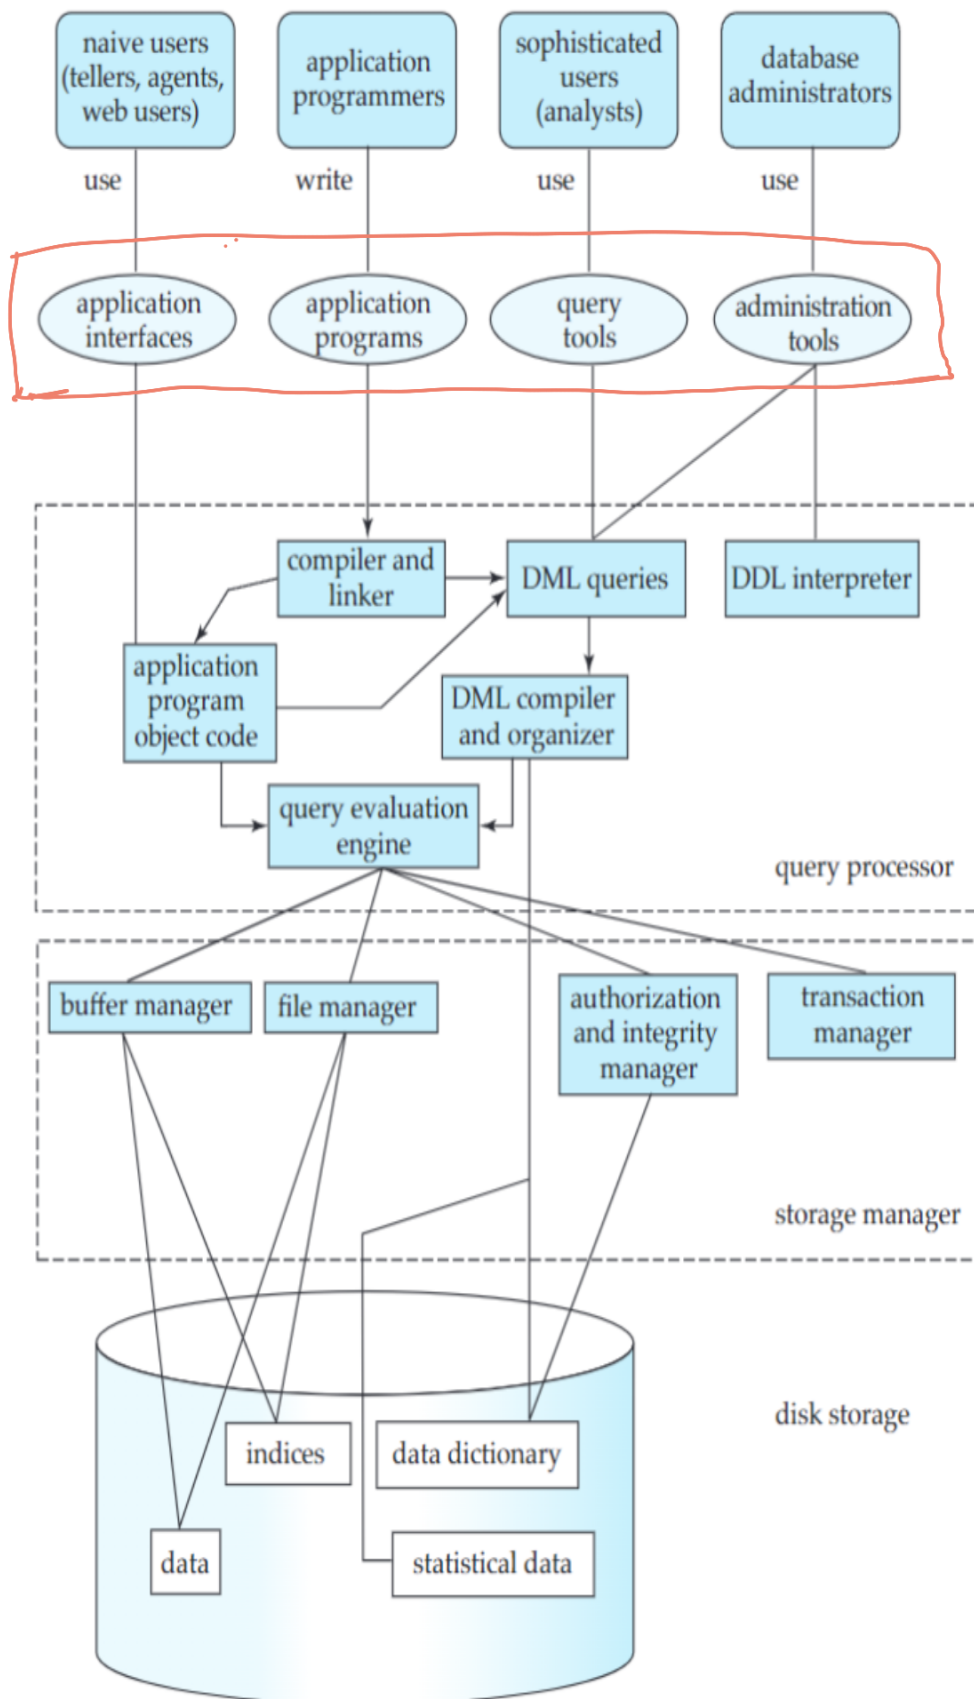 naive users
(tellers, agents,
web users)
application
programmers
sophisticated
users
(analysts)
database
administrators
use
write
use
use
application
interfaces
application
programs
query
tools
administration
tools
compiler and
linker
DML queries
DDL interpreter
application
program
object code
DML compiler
and organizer
query evaluation
engine
query processor
buffer manager
file manager
authorization
and integrity
manager
transaction
manager
storage manager
disk storage
indices
data dictionary
data
statistical data